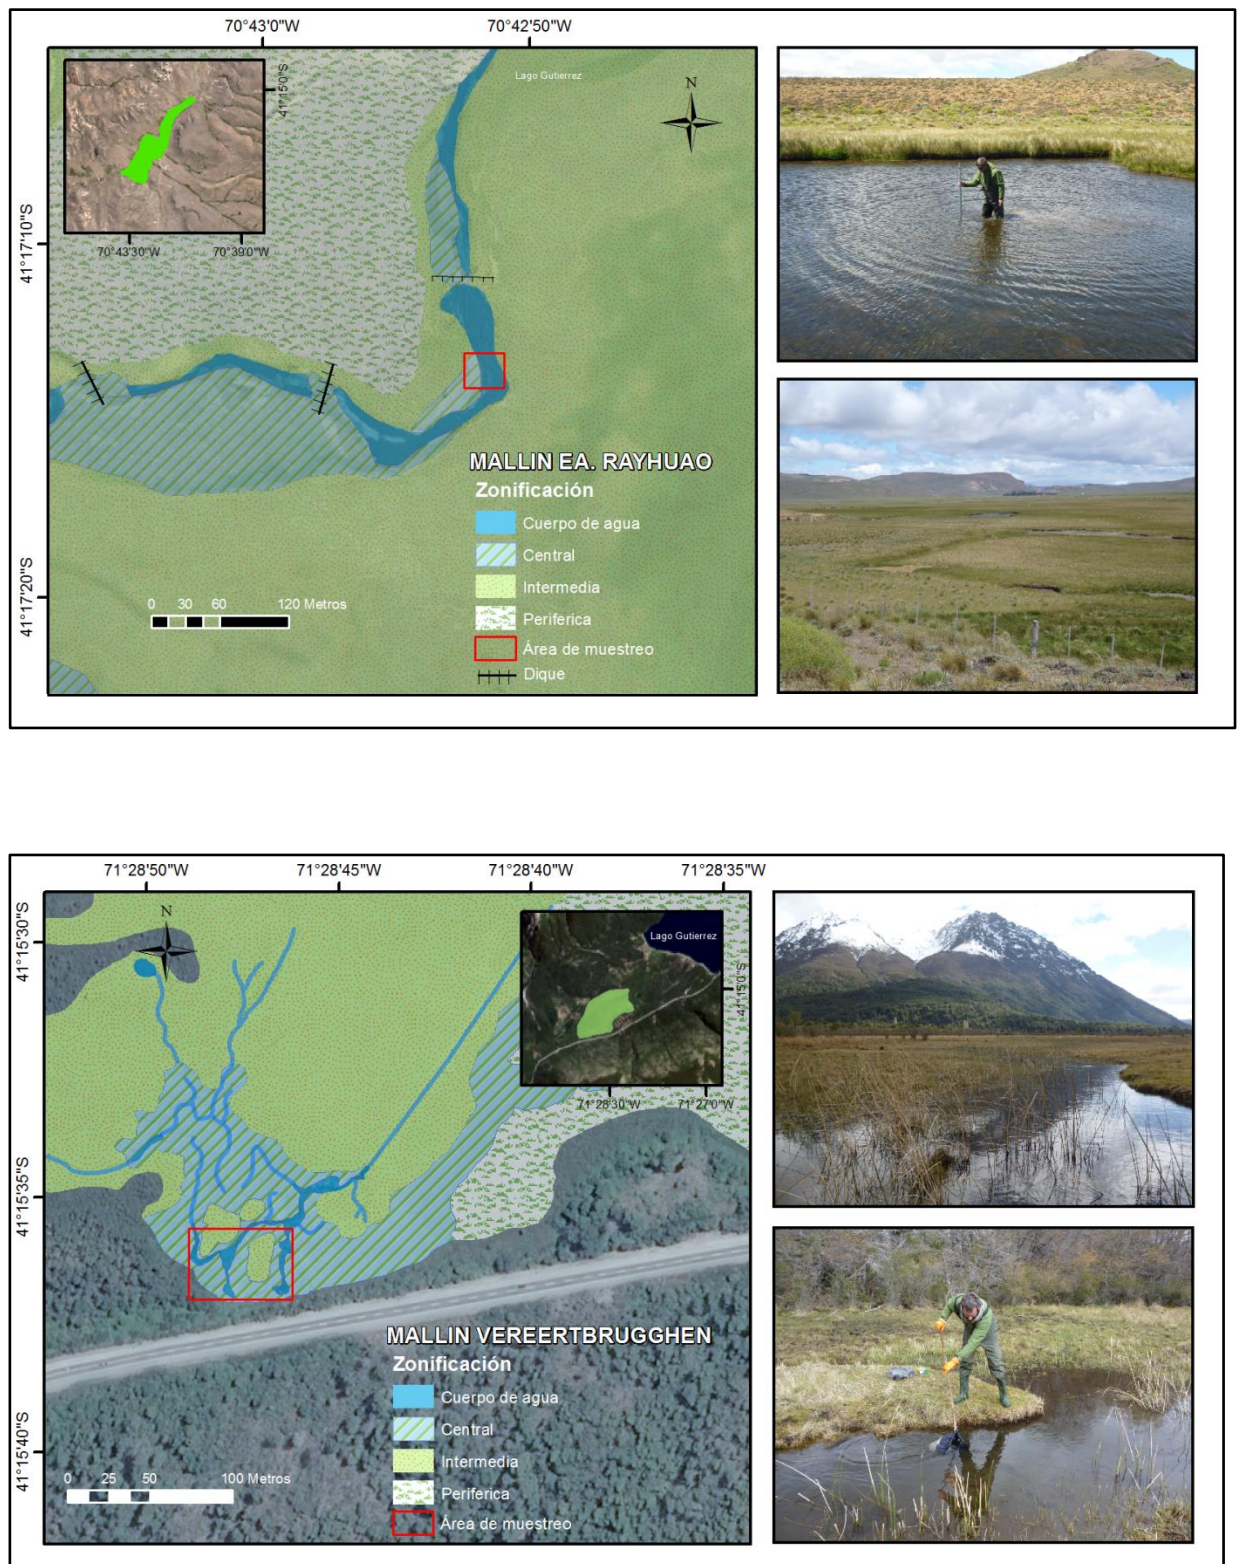 70°43'0"W
70°42'50"W
Lago Gutierrez
N
41°15'0"S
70°43'30"W
70°39'0"W
41°17'10"S
41°17'20"S
MALLIN EA. RAYHUAO
Zonificación
Cuerpo de agua
Central
Intermedia
Periferica
Área de muestreo
Dique
0 30 60 120 Metros
71°28'50"W
71°28'45"W
71°28'40"W
71°28'35"W
N
Lago Gutierrez
41°15'0"S
71°28'30"W
71°27'0"W
41°15'30"S
41°15'35"S
41°15'40"S
MALLIN VEREERTBRUGGHEN
Zonificación
Cuerpo de agua
Central
Intermedia
Periferica
Área de muestreo
0 25 50 100 Metros